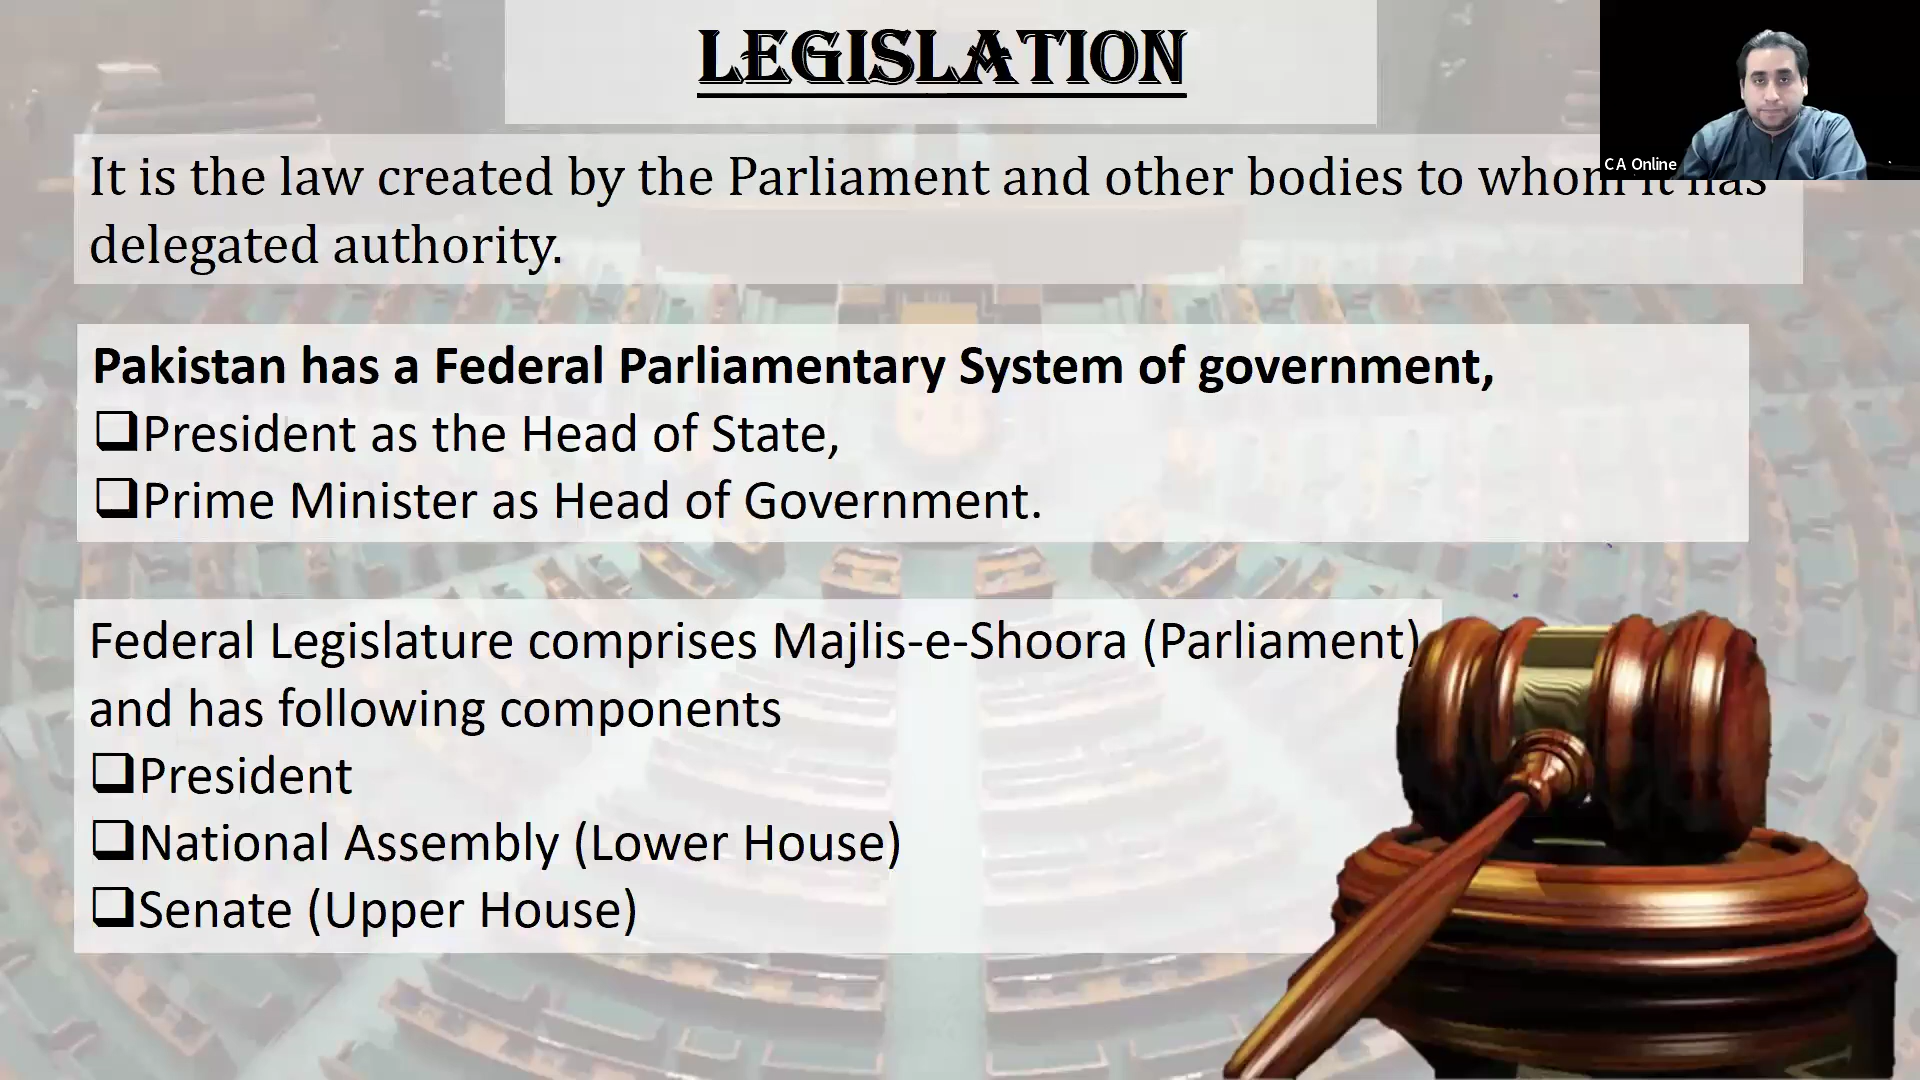 LEGISLATION
It is the law created by the Parliament and other bodies to whom it has
delegated authority.
Pakistan has a Federal Parliamentary System of government,
❑President as the Head of State,
❑Prime Minister as Head of Government.
Federal Legislature comprises Majlis-e-Shoora (Parliament)
and has following components
❑President
❑National Assembly (Lower House)
❑Senate (Upper House)
C A Online